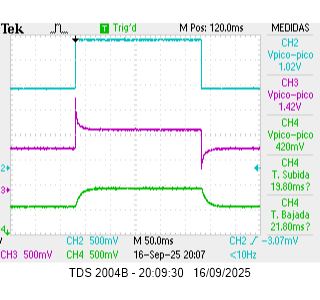 Tek
T Trig'd
M Pos: 120.0ms
MEDIDAS
CH2
Vpico-pico
1.02V
CH3
Vpico-pico
1.42V
CH4
Vpico-pico
420mV
CH4
T. Subida
19.80ms?
CH4
T. Bajada
21.80ms?
2
3
4
CH2 500mV
M 50.0ms
CH2 -3.07mV
CH3 500mV
CH4 500mV
16-Sep-25 20:07
<10Hz
TDS 2004B - 20:09:30 16/09/2025